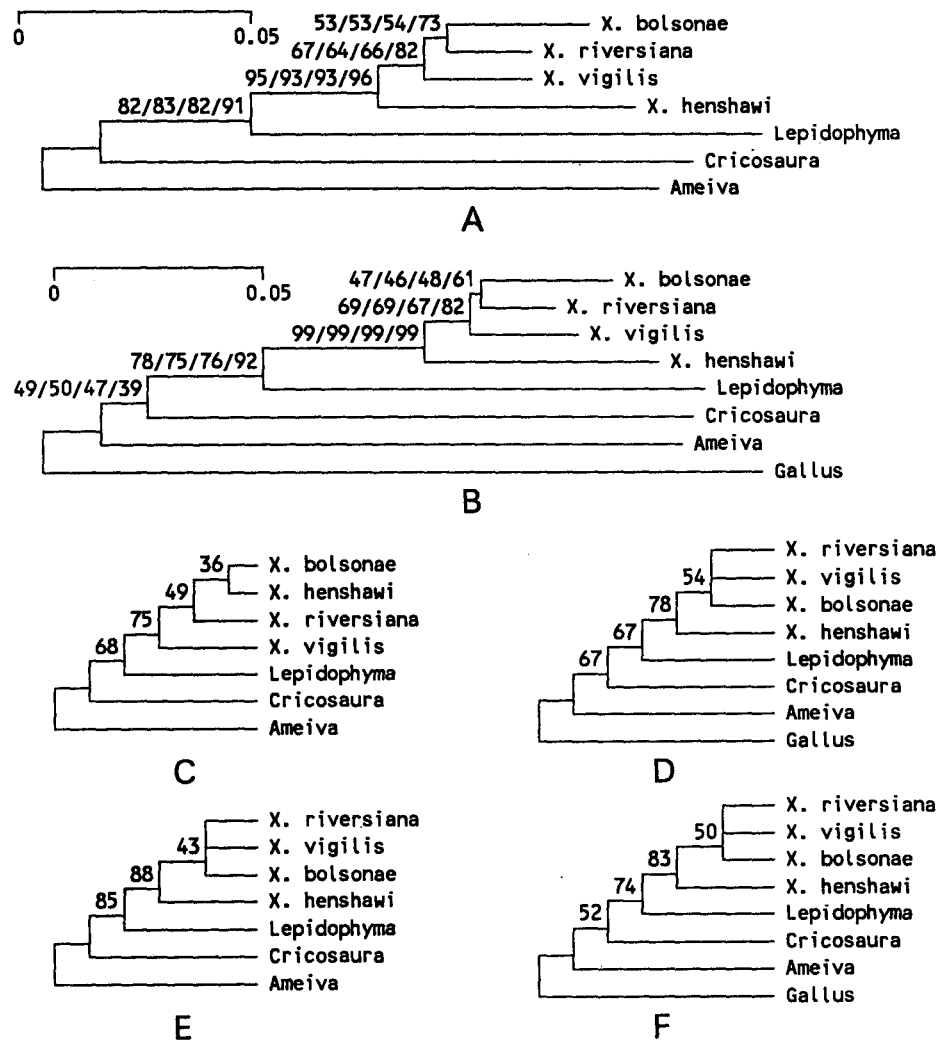 0 0.05
53/53/54/73 X. bolsonae
67/64/66/82 X. riversiana
95/93/93/96 X. vigilis
82/83/82/91 X. henshawi
Lepidophyma
Cricosaura
Ameiva
A
0 0.05
47/46/48/61 X. bolsonae
69/69/67/82 X. riversiana
99/99/99/99 X. vigilis
78/75/76/92 X. henshawi
49/50/47/39 Lepidophyma
Cricosaura
Ameiva
Gallus
B
36 X. bolsonae
49 X. henshawi
75 X. riversiana
68 X. vigilis
Lepidophyma
Cricosaura
Ameiva
C
X. riversiana
54 X. vigilis
78 X. bolsonae
67 X. henshawi
67 Lepidophyma
Cricosaura
Ameiva
Gallus
D
X. riversiana
43 X. vigilis
88 X. bolsonae
85 X. henshawi
Lepidophyma
Cricosaura
Ameiva
E
X. riversiana
50 X. vigilis
83 X. bolsonae
74 X. henshawi
52 Lepidophyma
Cricosaura
Ameiva
Gallus
F